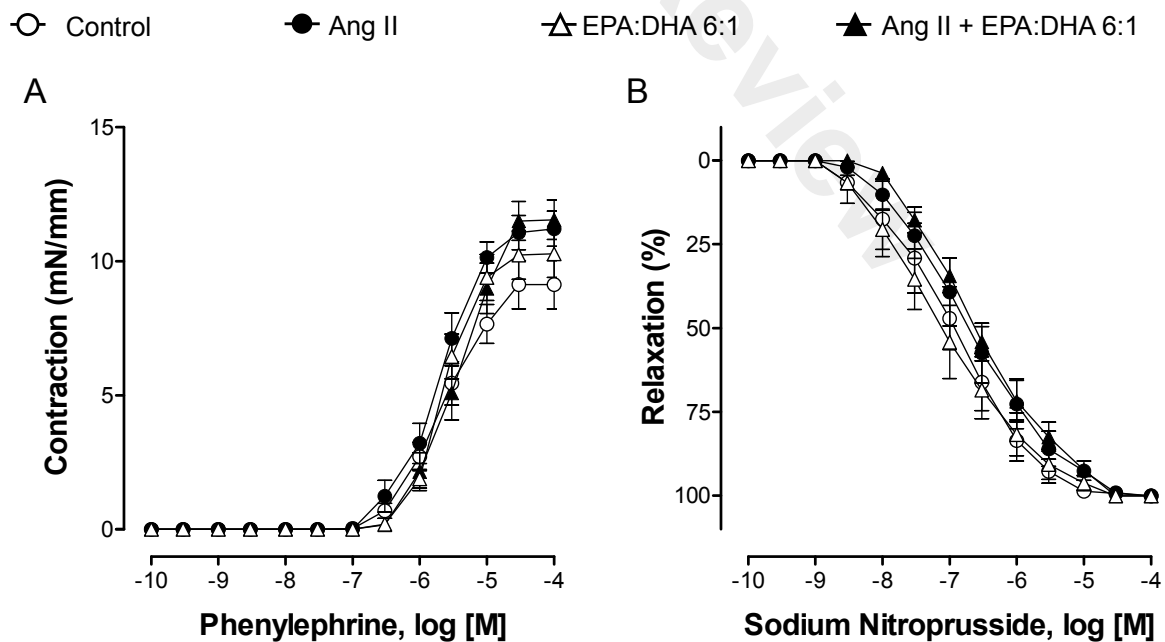 Control Ang II EPA:DHA 6:1 Ang II + EPA:DHA 6:1
A
15
10
5
0
Contraction (mN/mm)
-10 -9 -8 -7 -6 -5 -4
Phenylephrine, log [M]
B
0
25
50
75
100
Relaxation (%)
-10 -9 -8 -7 -6 -5 -4
Sodium Nitroprusside, log [M]
Review